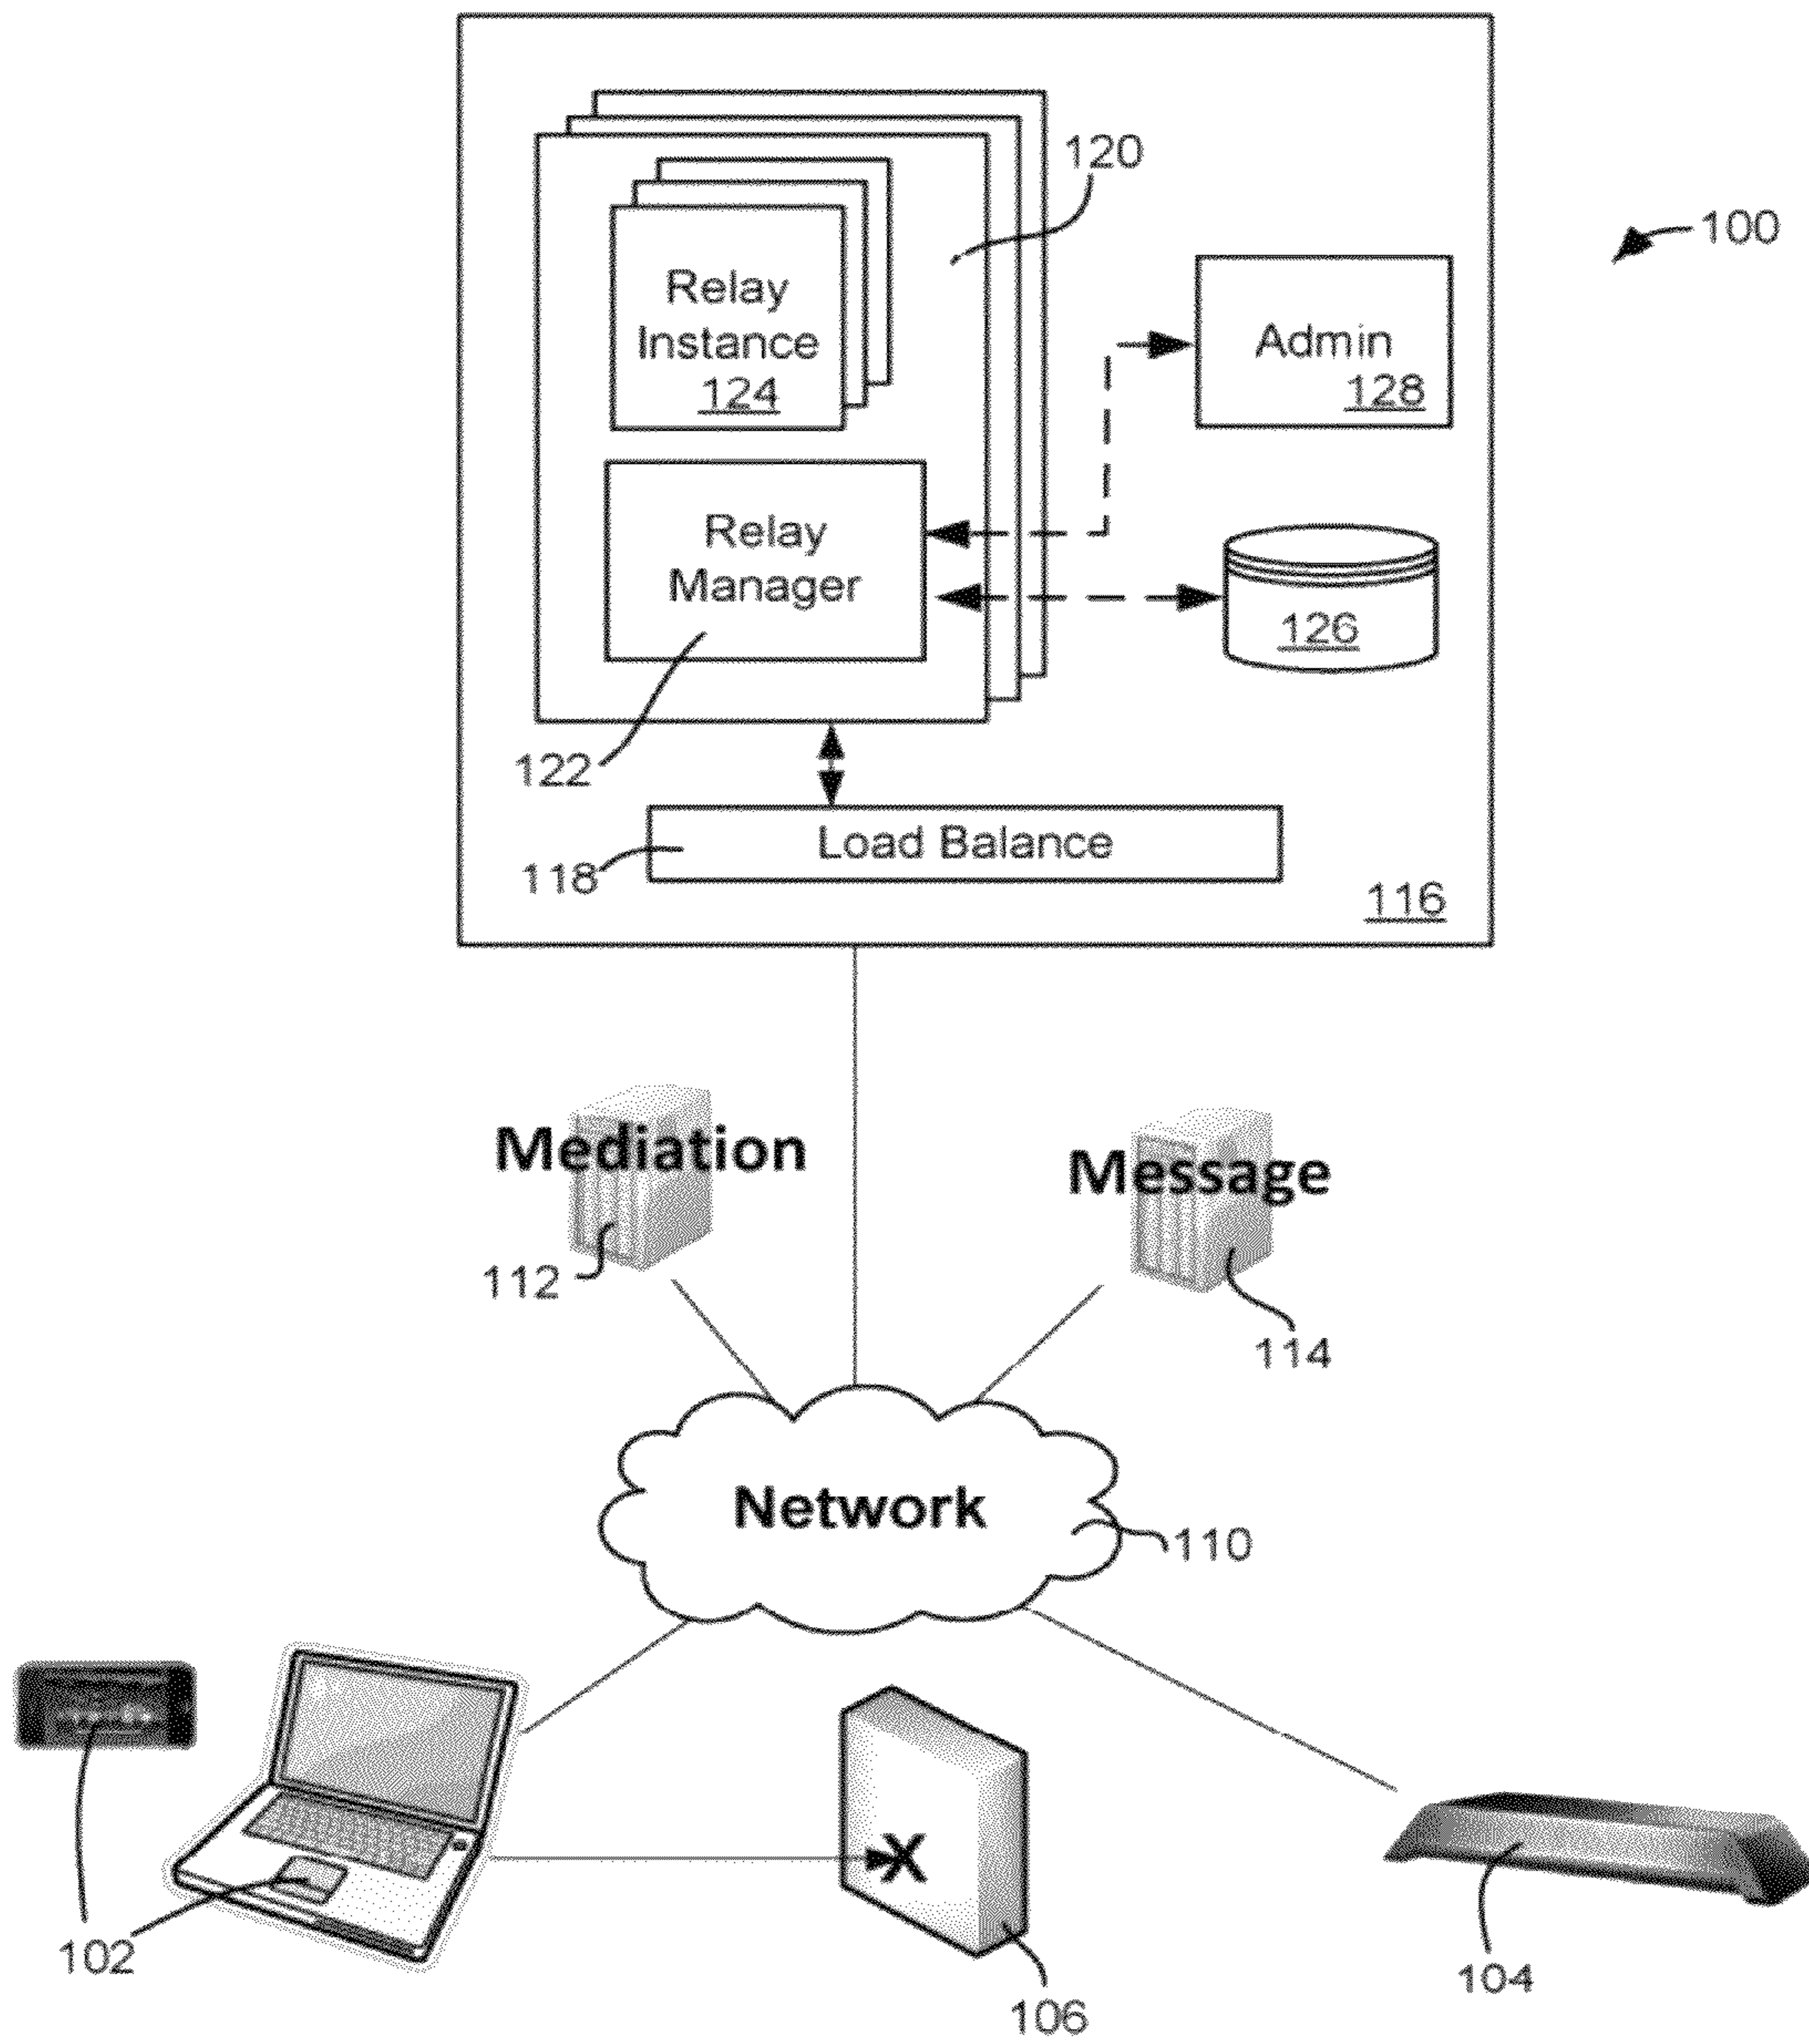 120
100
Relay
Instance
124
Admin
128
Relay
Manager
126
122
Load Balance
118
116
Mediation
Message
112
114
Network
110
X
102
104
106